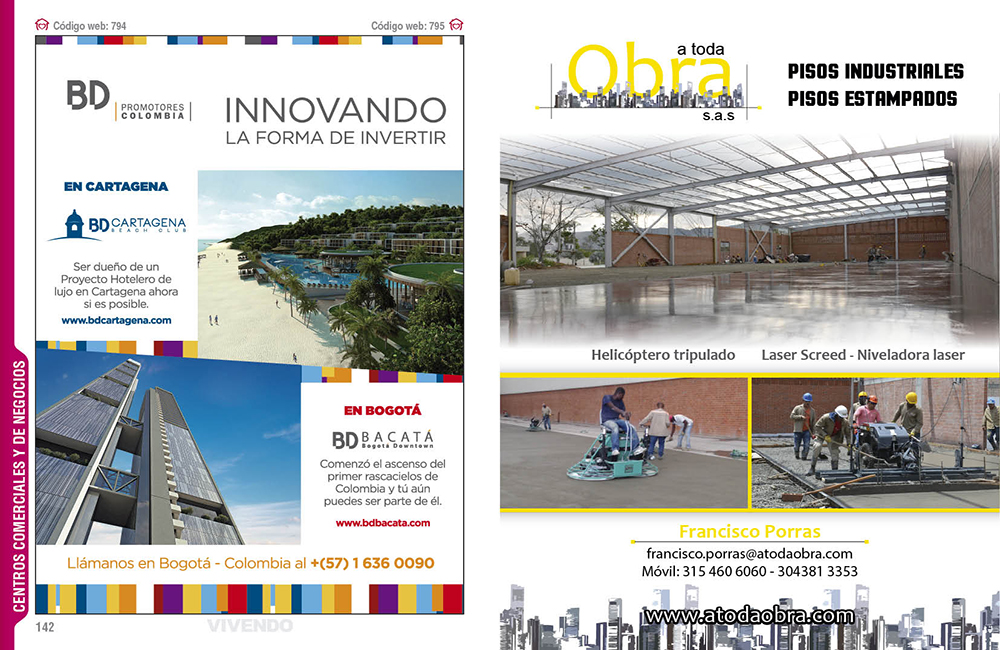 Código web: 794
Código web: 795
BD
PROMOTORES
COLOMBIA
INNOVANDO
LA FORMA DE INVERTIR
EN CARTAGENA
BD CARTAGENA
BEACH CLUB
Ser dueño de un
Proyecto Hotelero de
lujo en Cartagena ahora
si es posible.
www.bdcartagena.com
EN BOGOTÁ
BD BACATÁ
Bogotá Downtown
Comenzó el ascenso del
primer rascacielos de
Colombia y tú aún
puedes ser parte de él.
www.bdbacata.com
Llámanos en Bogotá - Colombia al +(57) 1 636 0090
CENTROS COMERCIALES Y DE NEGOCIOS
142
VIVENDO
a toda
Obra
s.a.s
PISOS INDUSTRIALES
PISOS ESTAMPADOS
Helicóptero tripulado
Laser Screed - Niveladora laser
Francisco Porras
francisco.porras@atodaobra.com
Móvil: 315 460 6060 - 304381 3353
www.atodaobra.com